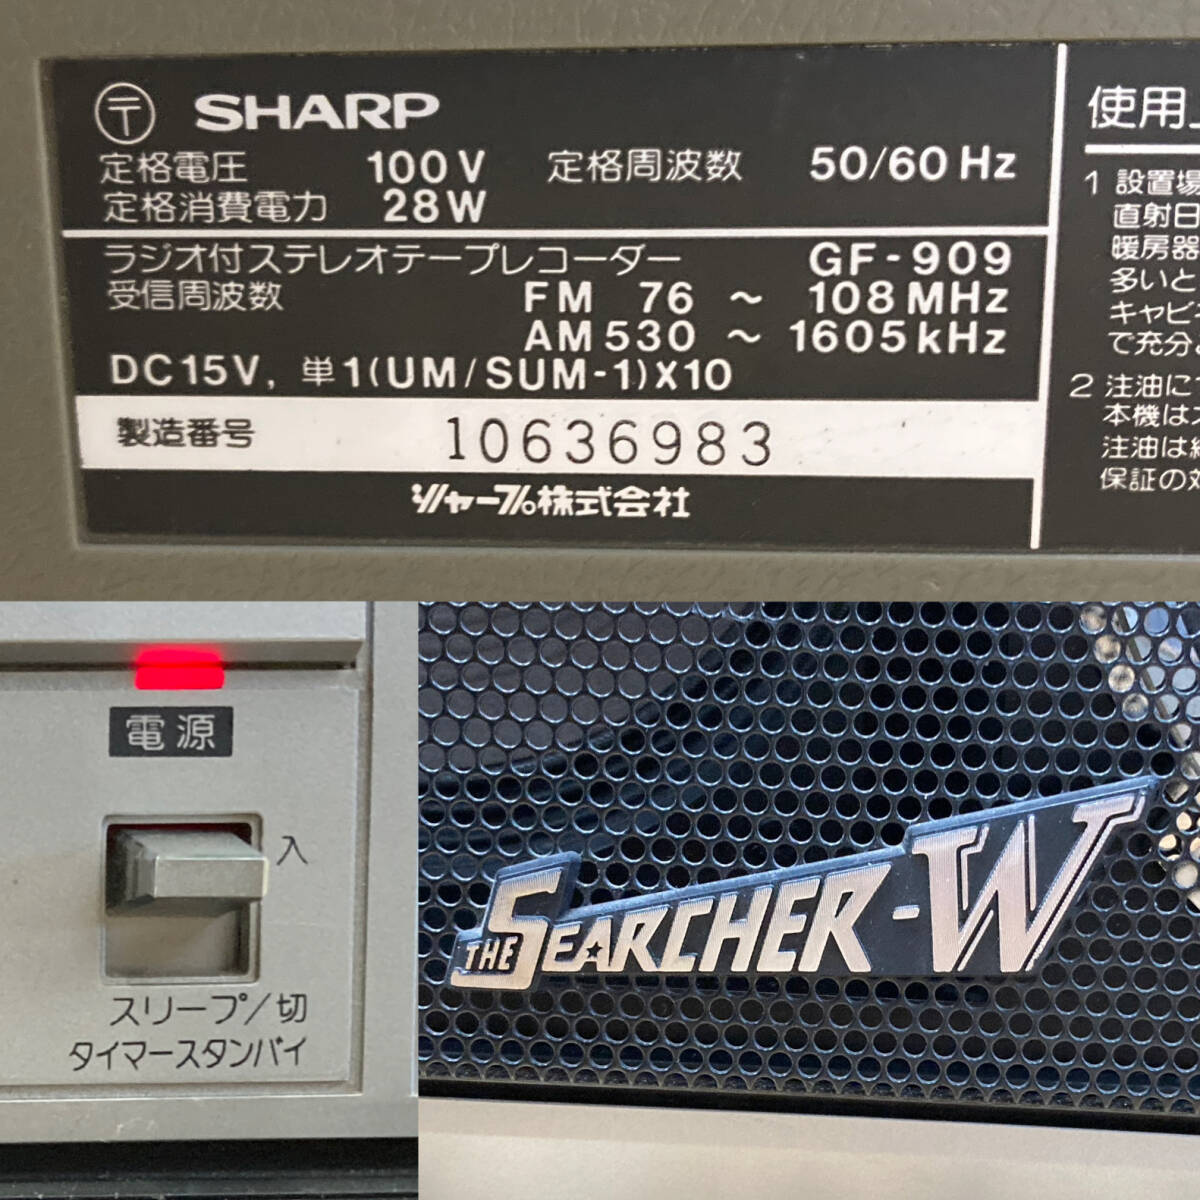 〒 SHARP
定格電圧 100V 定格周波数 50/60 Hz
定格消費電力 28W
ラジオ付ステレオテープレコーダー GF-909
受信周波数 FM 76 ～ 108 MHz
AM 530 ～ 1605 kHz
DC15V, 単1(UM/SUM-1)X10
製造番号 10636983
シャープ株式会社
使用
1 設置場
直射日
暖房器
多いと
キャビネ
で充分
2 注油に
本機は
注油は
保証の対
電源
入
スリープ/切
タイマースタンバイ
THE SEARCHER-W